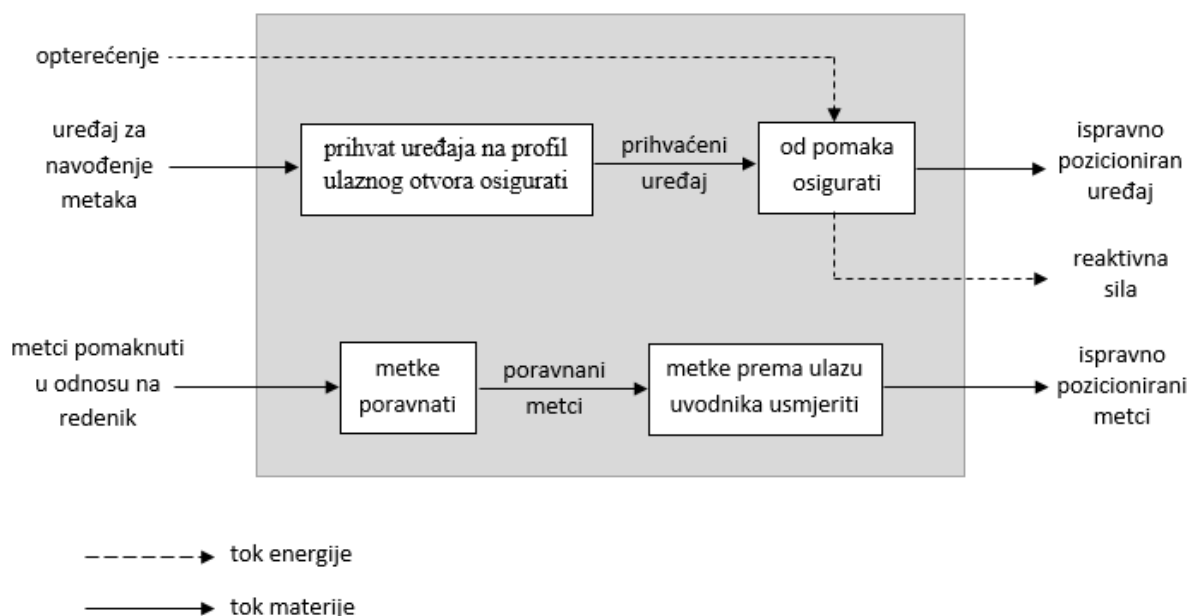 opterećenje
uređaj za
navođenje
metaka
prihvat uređaja na profil
ulaznog otvora osigurati
prihvaćeni
uređaj
od pomaka
osigurati
ispravno
pozicioniran
uređaj
reaktivna
sila
metci pomaknuti
u odnosu na
redenik
metke
poravnati
poravnani
metci
metke prema ulazu
uvodnika usmjeriti
ispravno
pozicionirani
metci
tok energije
tok materije